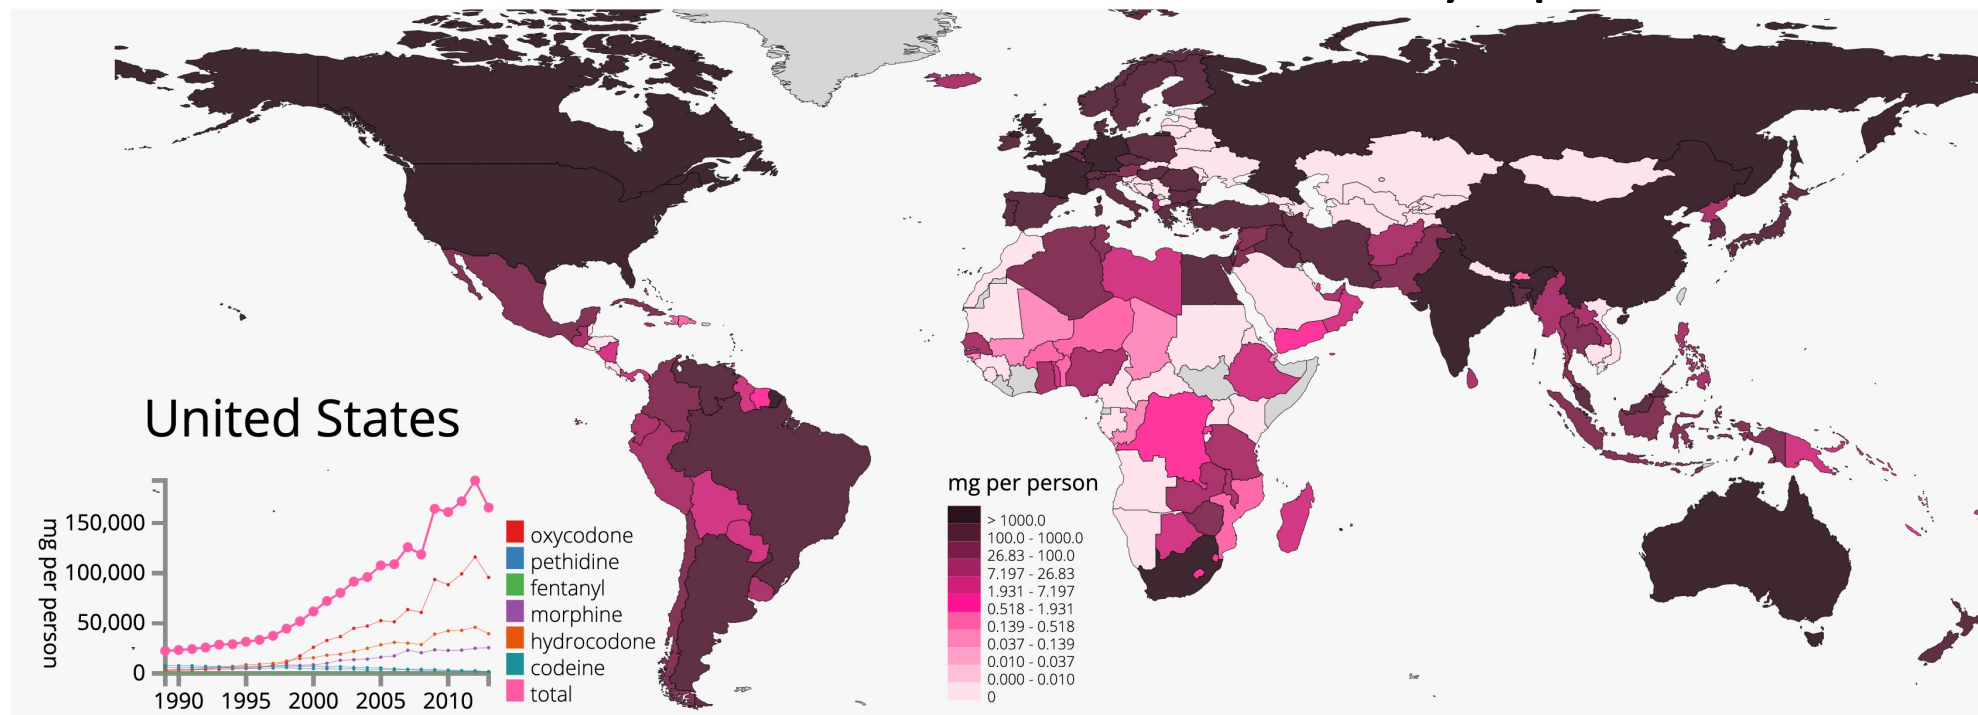 United States
mg per person
150,000
100,000
50,000
0
1990 1995 2000 2005 2010
oxycodone
pethidine
fentanyl
morphine
hydrocodone
codeine
total
mg per person
> 1000.0
100.0 - 1000.0
26.83 - 100.0
7.197 - 26.83
1.931 - 7.197
0.518 - 1.931
0.139 - 0.518
0.037 - 0.139
0.010 - 0.037
0.000 - 0.010
0